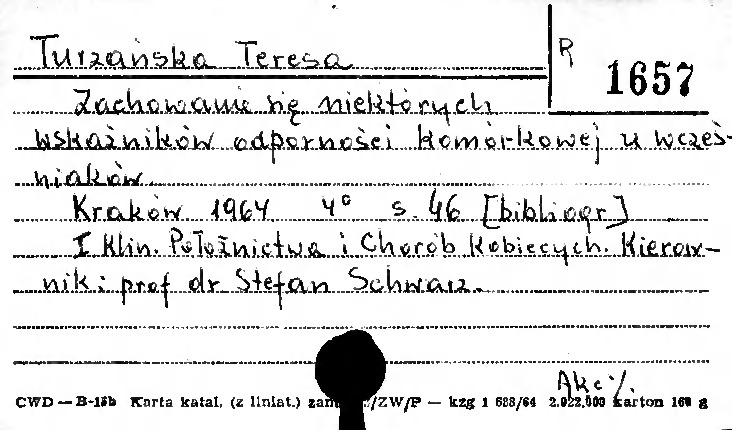 Turzańska Teresa
R 1657
Zachowanie się niektórych
wskaźników odporności komórkowej u wcześ-
niaków.
Kraków 1964 4° s. 46 [bibliogr]
I Klin. Położnictwa i Chorób Kobiecych. Kierow-
nik: prof dr Stefan Schwarz.
Akc
CWD — B-15b Karta katal. (z liniat.) /ZW/P — kzg 1 688/64 2.022.000 karton 160 g